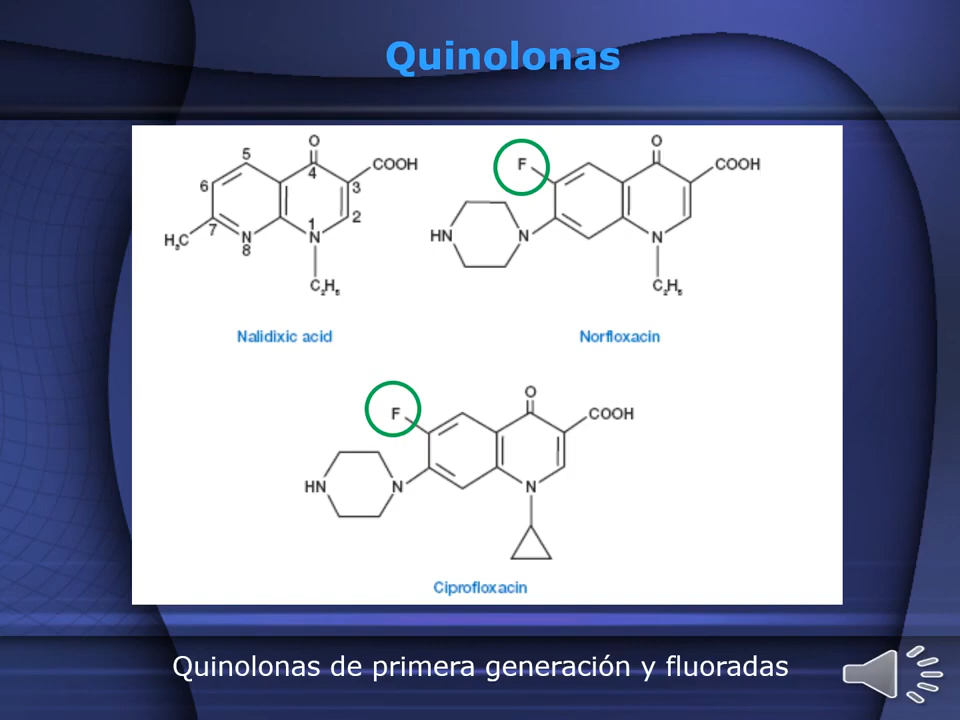 Quinolonas
O
5
COOH
4
6
3
7
1
2
H₃C
N
N
8
C₂H₅
Nalidixic acid
O
F
COOH
HN
N
N
C₂H₅
Norfloxacin
O
F
COOH
HN
N
N
Ciprofloxacin
Quinolonas de primera generación y fluoradas